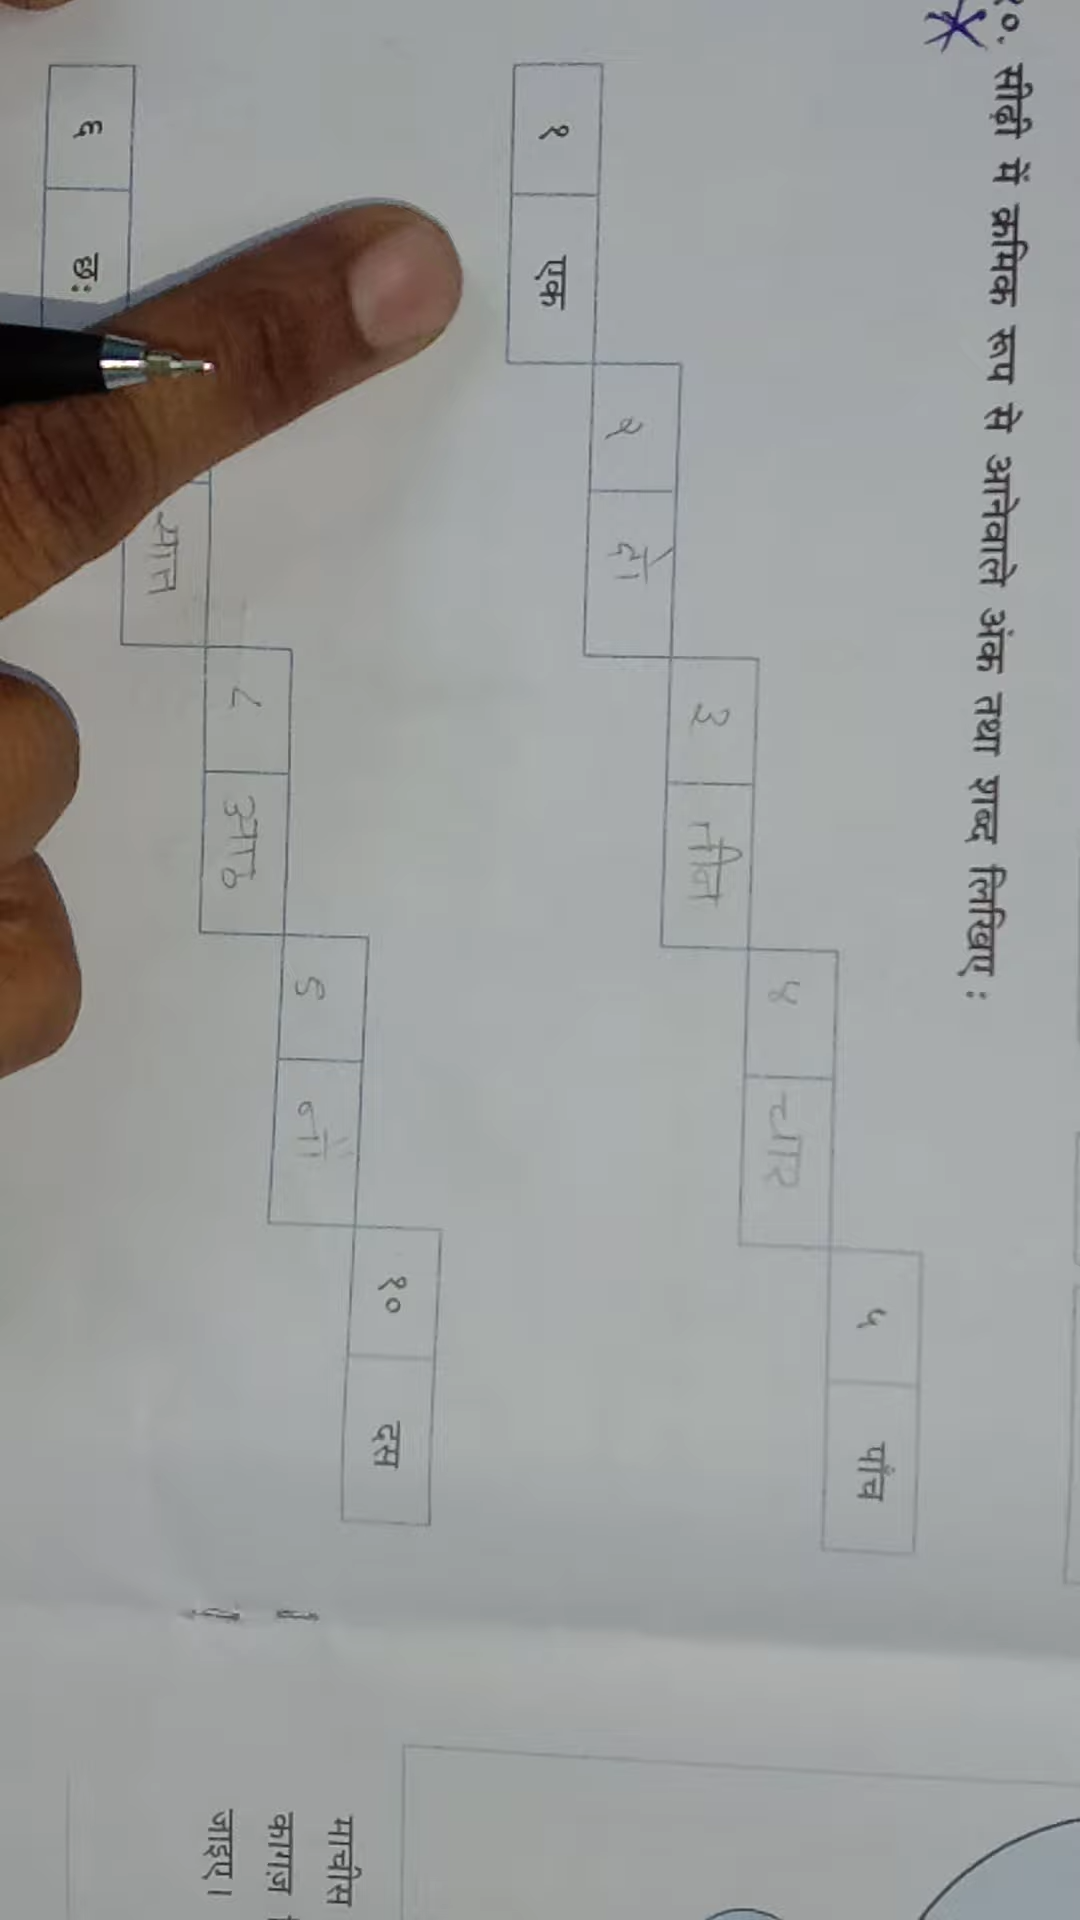 १०. सीढ़ी में क्रमिक रूप से आनेवाले अंक तथा शब्द लिखिए :
५ पाँच
४ चार
३ तीन
२ दो
१ एक
१० दस
९ नौ
८ आठ
सात
६ छः
माचीस
कागज़
जाइए।